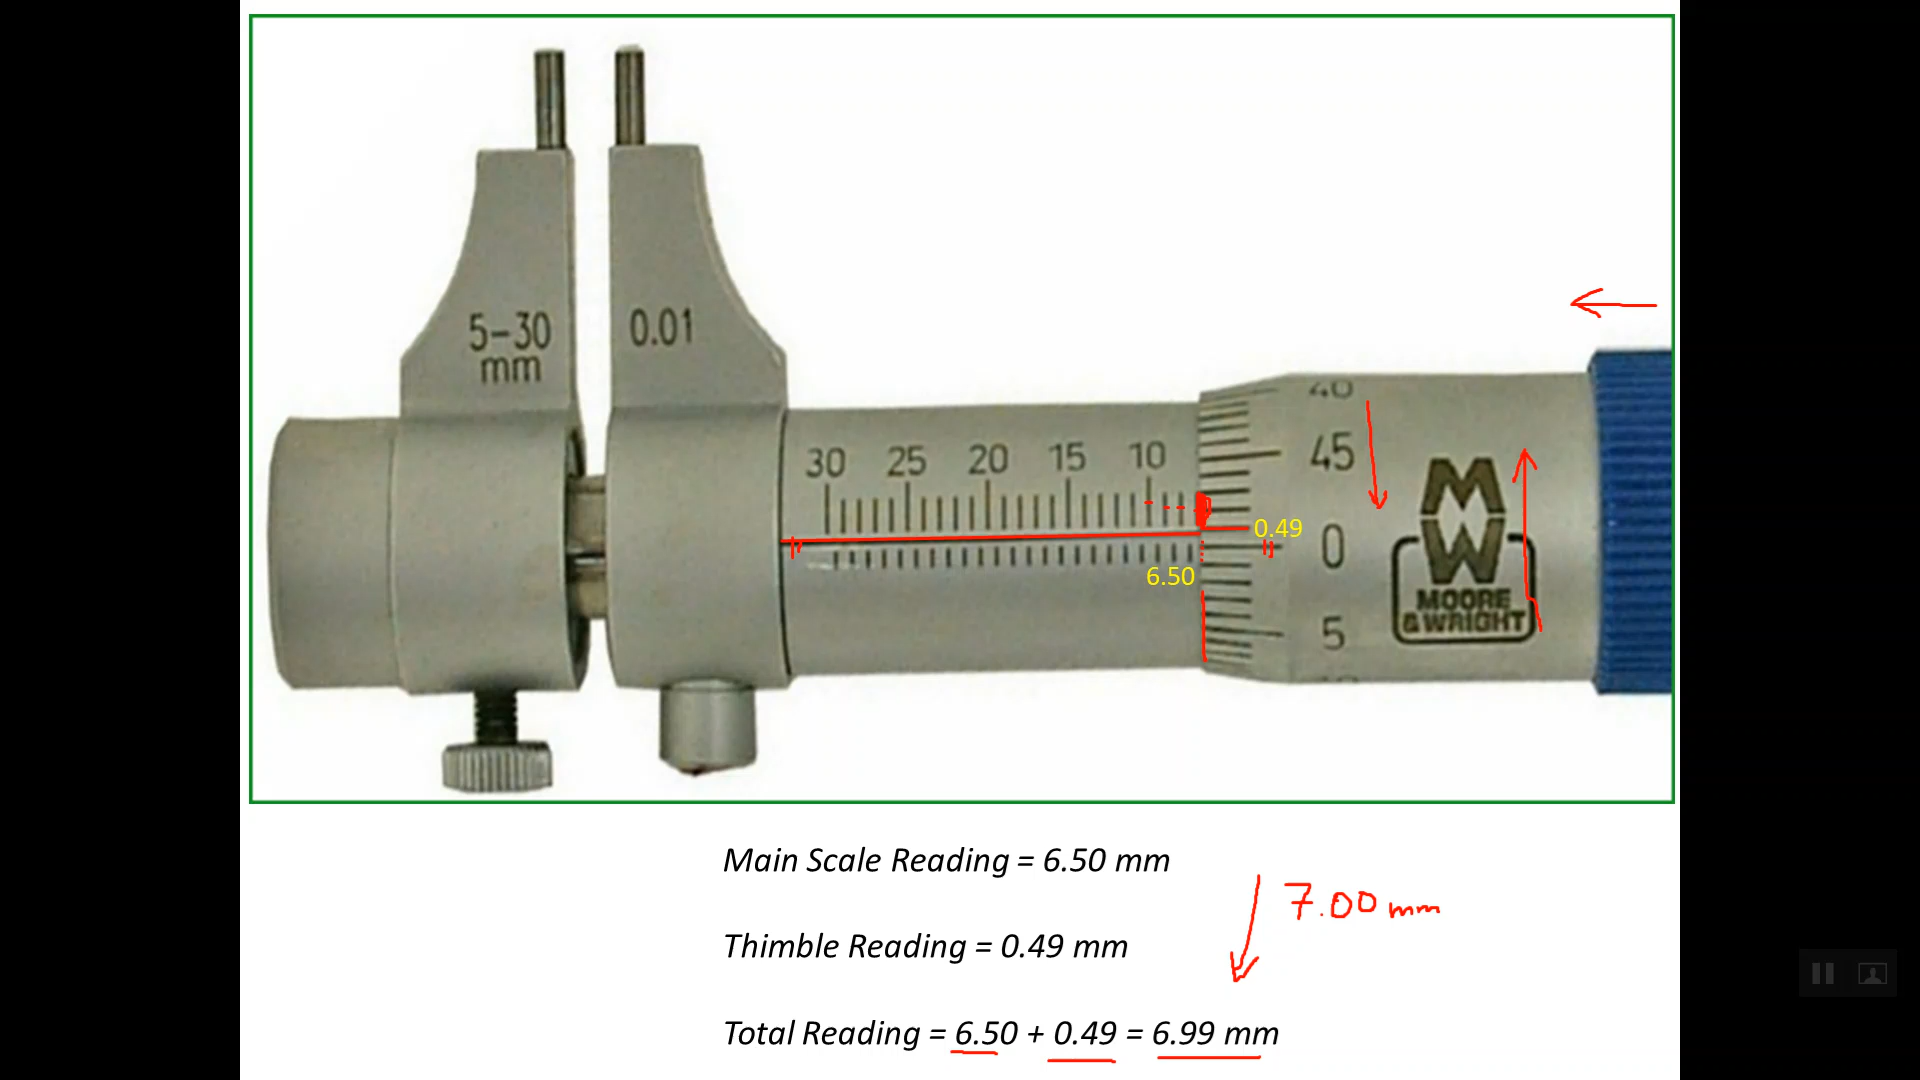 5-30
mm
0.01
30 25 20 15 10
40
45
0.49
0
6.50
5
MW
MOORE
& WRIGHT
Main Scale Reading = 6.50 mm
7.00 mm
Thimble Reading = 0.49 mm
Total Reading = 6.50 + 0.49 = 6.99 mm